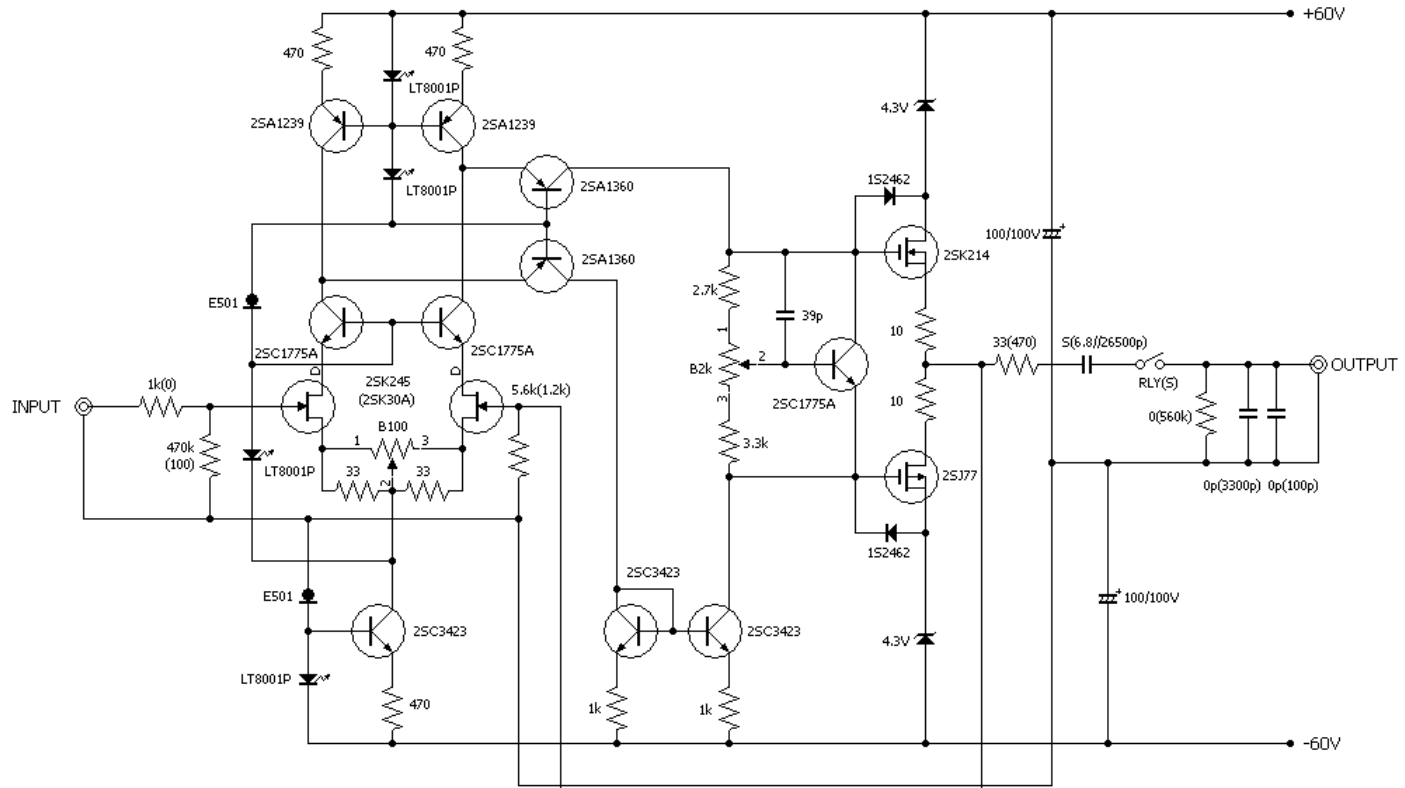 +60V
470
470
LT8001P
2SA1239
2SA1239
4.3V
LT8001P
2SA1360
1S2462
2SA1360
100/100V
+
2SK214
E501
2.7k
39p
1
10
33(470)
S(6.8//26500p)
2SC1775A
2SC1775A
B2k
2
OUTPUT
1k(0)
D
2SK245
(2SK30A)
D
5.6k(1.2k)
RLY(S)
INPUT
3
2SC1775A
10
0(560k)
B100
470k
(100)
1
3
3.3k
LT8001P
33
2
33
2SJ77
0p(3300p)
0p(100p)
1S2462
2SC3423
E501
+
100/100V
2SC3423
2SC3423
4.3V
LT8001P
470
1k
1k
-60V